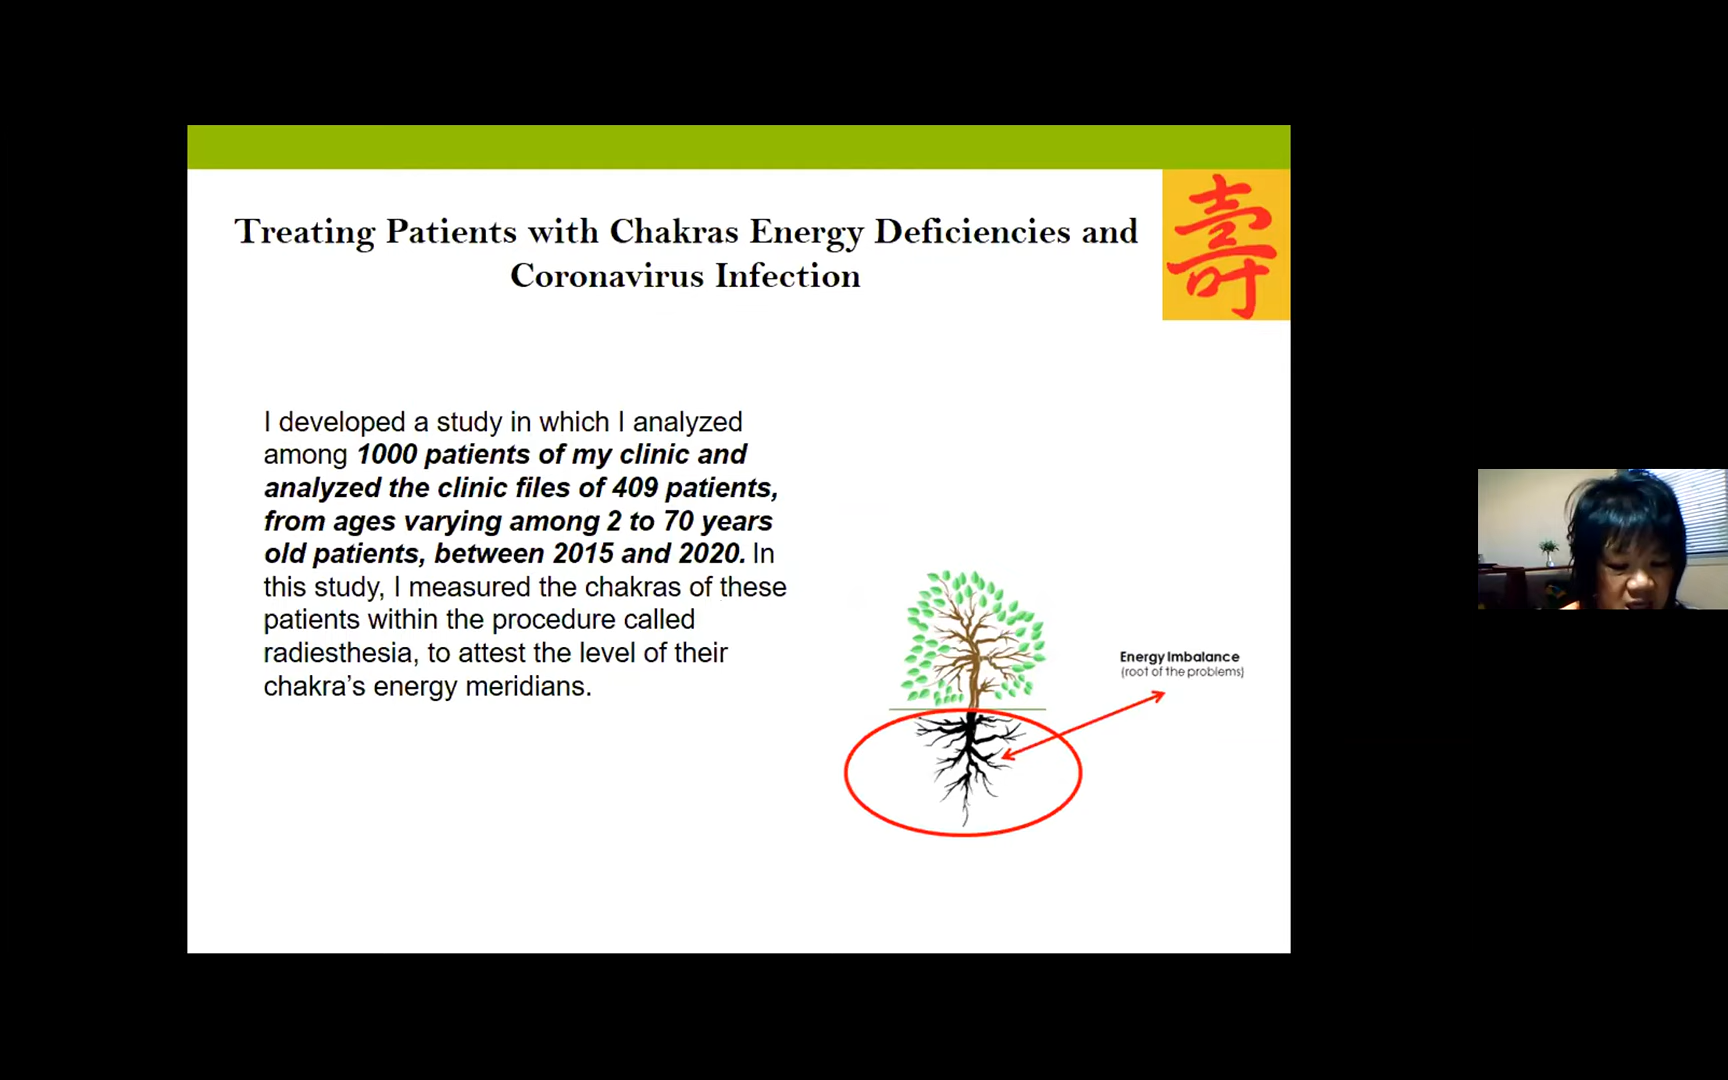 Treating Patients with Chakras Energy Deficiencies and
Coronavirus Infection
壽
I developed a study in which I analyzed
among 1000 patients of my clinic and
analyzed the clinic files of 409 patients,
from ages varying among 2 to 70 years
old patients, between 2015 and 2020. In
this study, I measured the chakras of these
patients within the procedure called
radiesthesia, to attest the level of their
chakra’s energy meridians.
Energy Imbalance
(root of the problems)